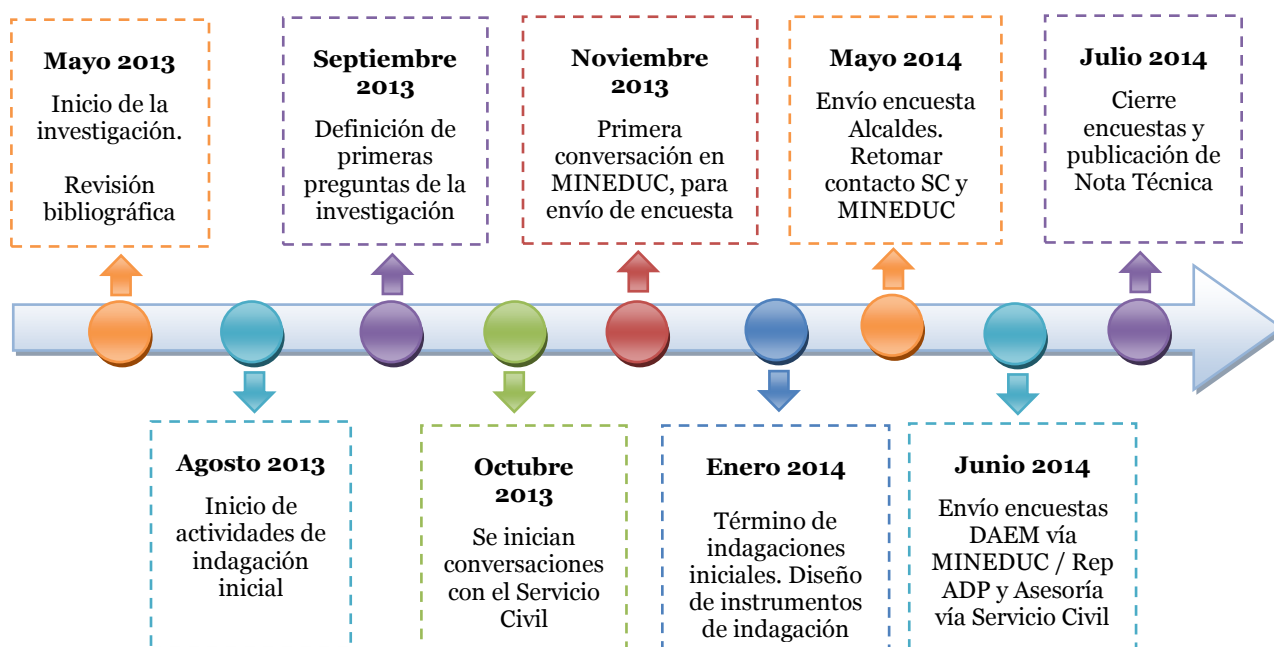 Mayo 2013
Inicio de la
investigación.
Revisión
bibliográfica
Septiembre
2013
Definición de
primeras
preguntas de la
investigación
Noviembre
2013
Primera
conversación en
MINEDUC, para
envío de encuesta
Mayo 2014
Envío encuesta
Alcaldes.
Retomar
contacto SC y
MINEDUC
Julio 2014
Cierre
encuestas y
publicación de
Nota Técnica
Agosto 2013
Inicio de
actividades de
indagación
inicial
Octubre
2013
Se inician
conversaciones
con el Servicio
Civil
Enero 2014
Término de
indagaciones
iniciales. Diseño
de instrumentos
de indagación
Junio 2014
Envío encuestas
DAEM vía
MINEDUC / Rep
ADP y Asesoría
vía Servicio Civil